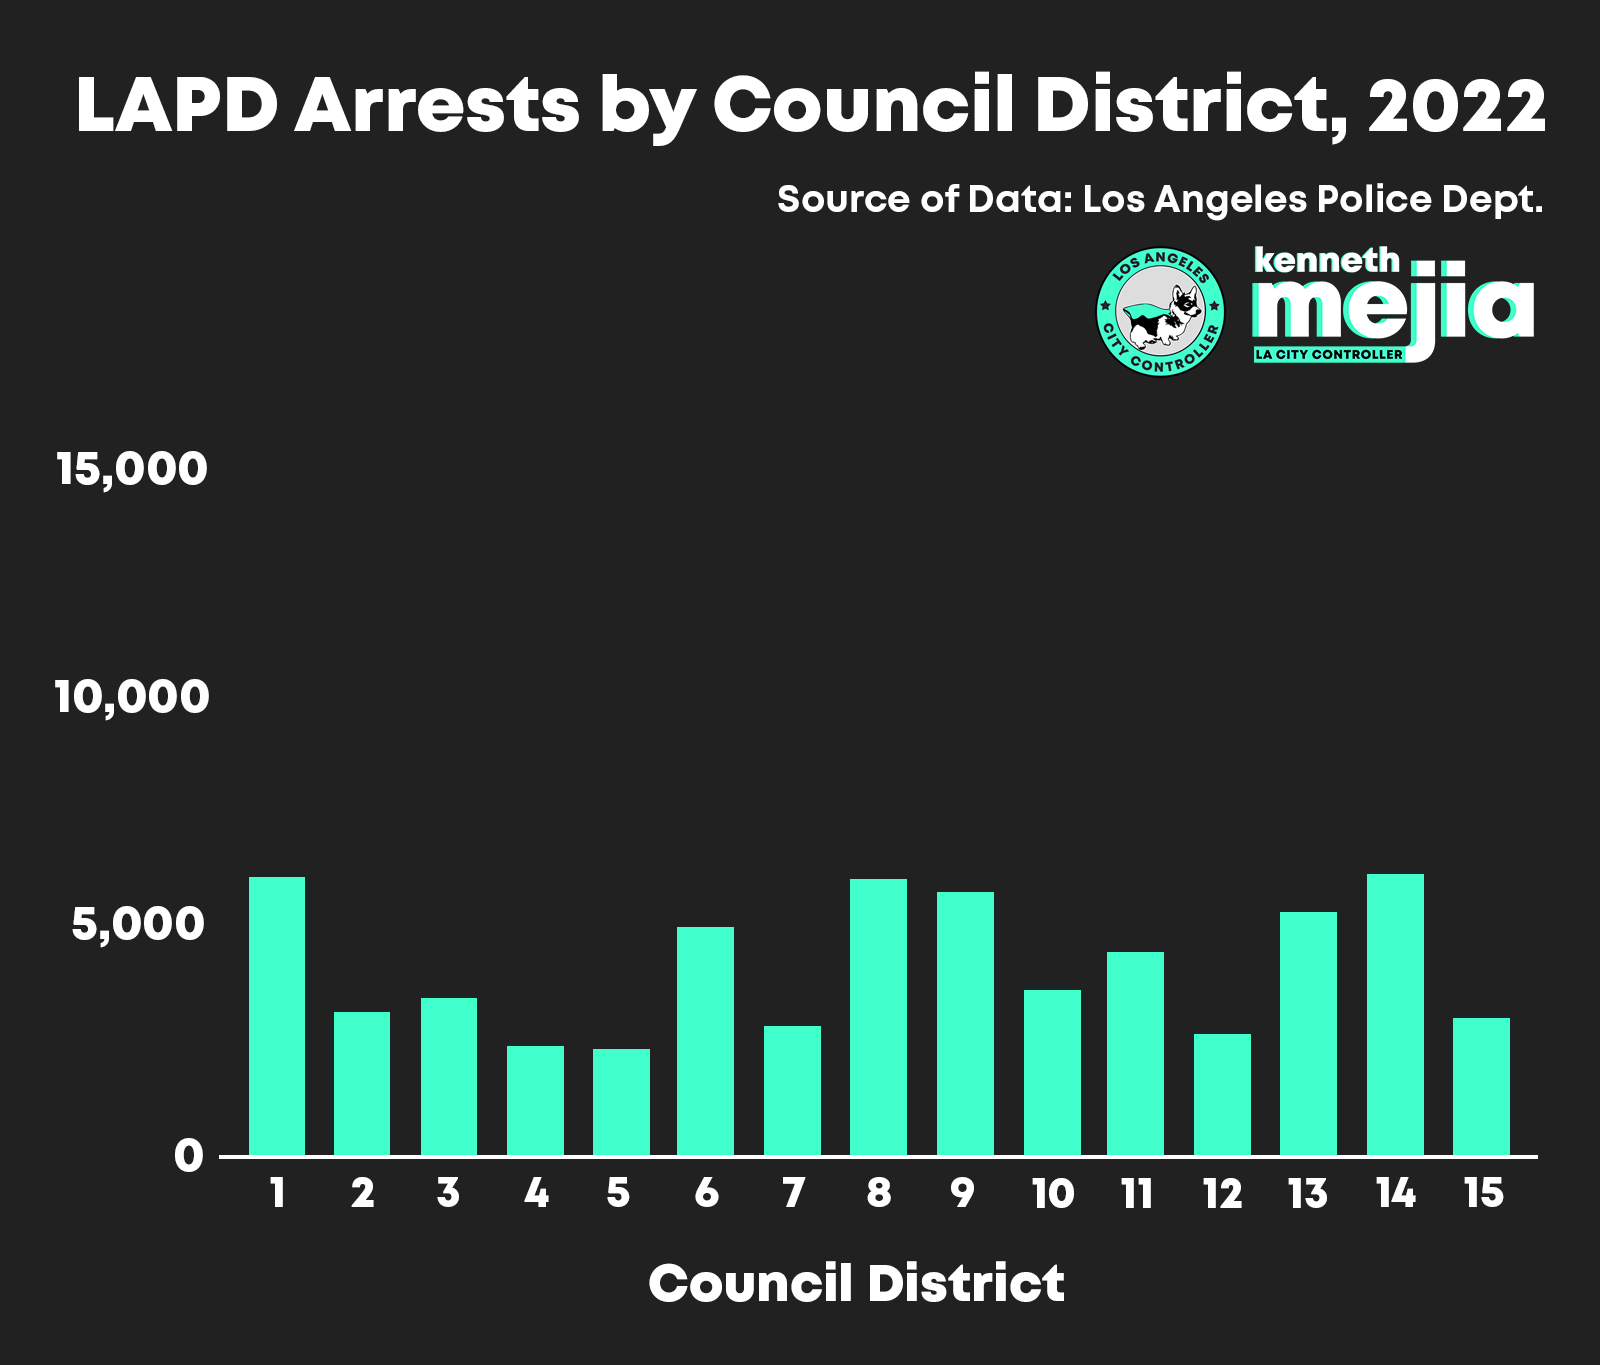 LAPD Arrests by Council District, 2022
Source of Data: Los Angeles Police Dept.
LOS ANGELES
CITY CONTROLLER
kenneth
mejia
LA CITY CONTROLLER
15,000
10,000
5,000
0
1 2 3 4 5 6 7 8 9 10 11 12 13 14 15
Council District